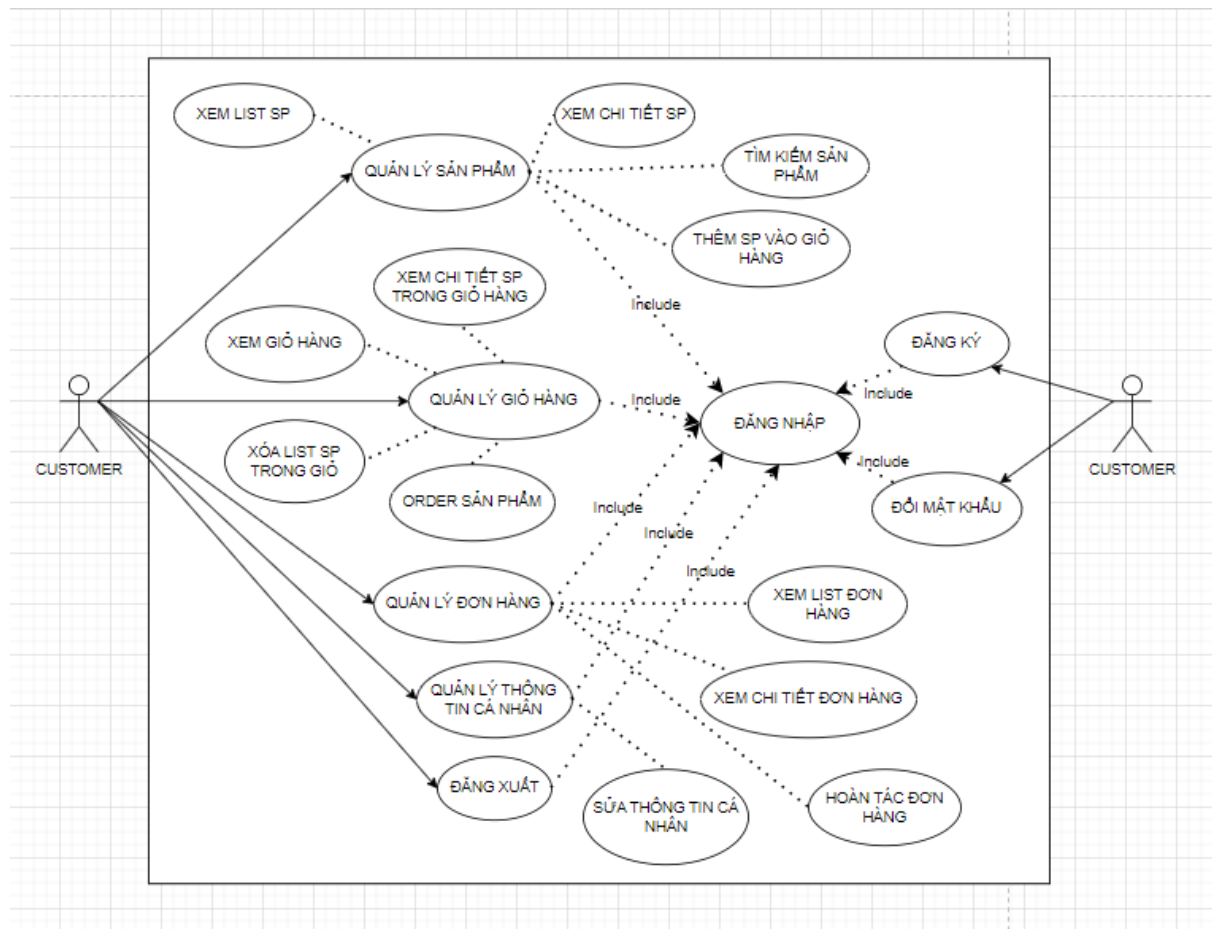 XEM LIST SP
XEM CHI TIẾT SP
QUẢN LÝ SẢN PHẨM
TÌM KIẾM SẢN
PHẨM
THÊM SP VÀO GIỎ
HÀNG
XEM CHI TIẾT SP
TRONG GIỎ HÀNG
Include
XEM GIỎ HÀNG
ĐĂNG KÝ
QUẢN LÝ GIỎ HÀNG
Include
Include
ĐĂNG NHẬP
CUSTOMER
XÓA LIST SP
TRONG GIỎ
Include
CUSTOMER
ORDER SẢN PHẨM
Include
ĐỔI MẬT KHẨU
Include
Include
QUẢN LÝ ĐƠN HÀNG
XEM LIST ĐƠN
HÀNG
QUẢN LÝ THÔNG
TIN CÁ NHÂN
XEM CHI TIẾT ĐƠN HÀNG
ĐĂNG XUẤT
SỬA THÔNG TIN CÁ
NHÂN
HOÀN TÁC ĐƠN
HÀNG